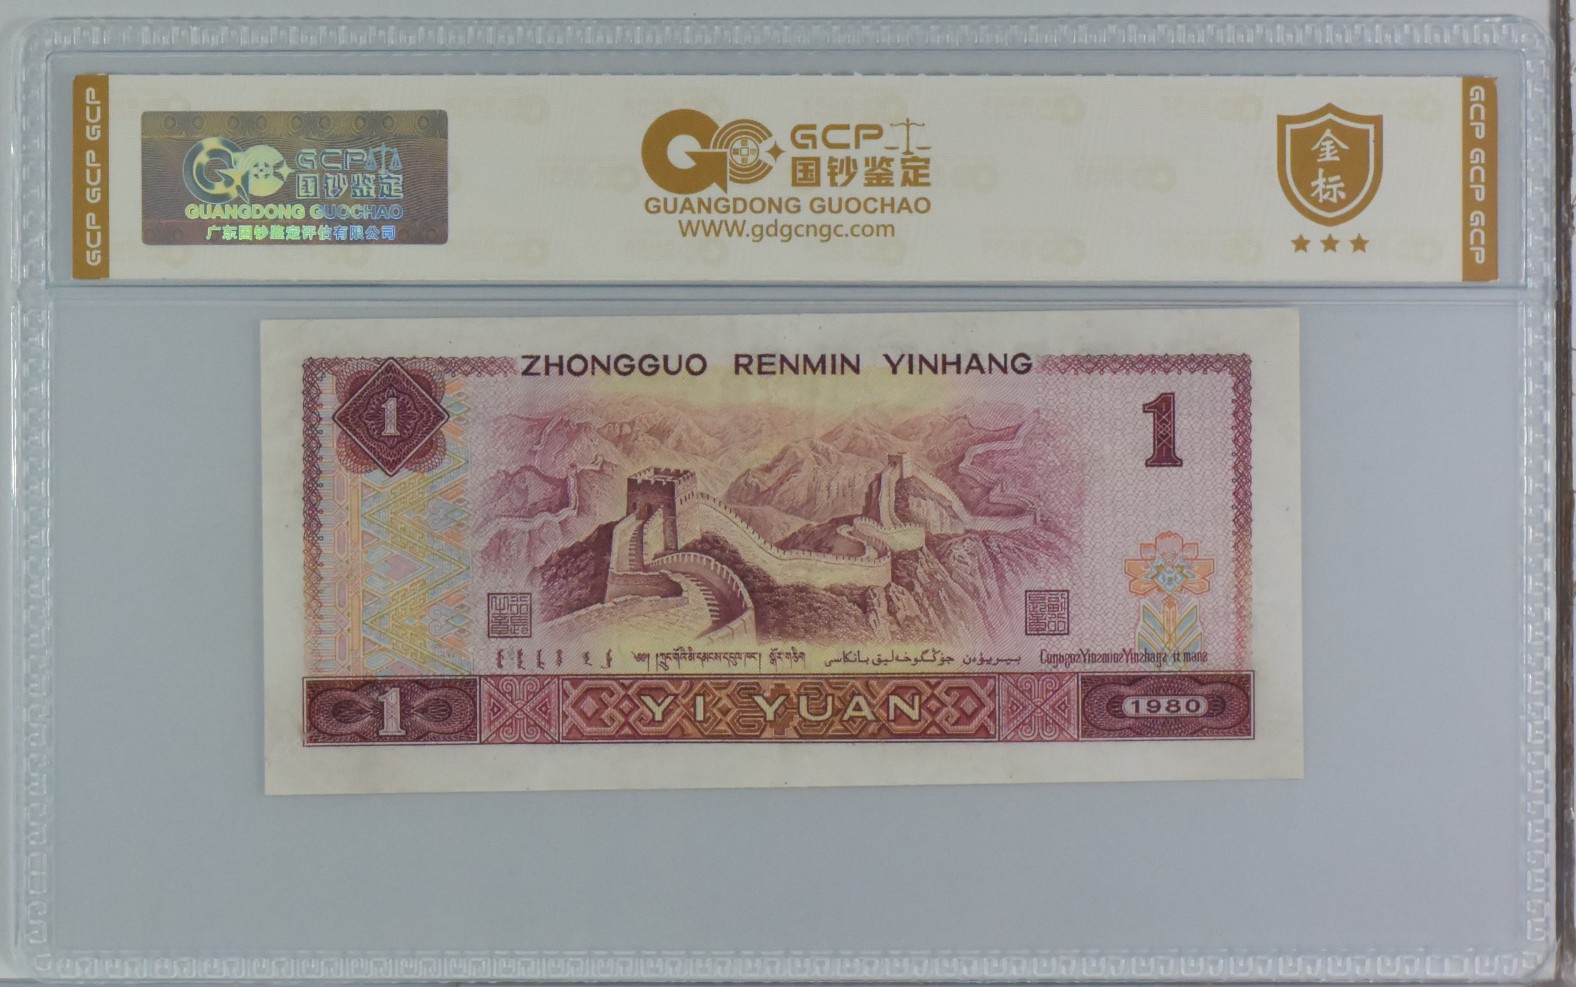 GCP GCP GCP
GCP
国钞鉴定
GUANGDONG GUOCHAO
广东国钞鉴定评估有限公司
GCP
国钞鉴定
GUANGDONG GUOCHAO
WWW.gdgcngc.com
金标
GCP GCP GCP
ZHONGGUO RENMIN YINHANG
1
1
1
YI YUAN
1980